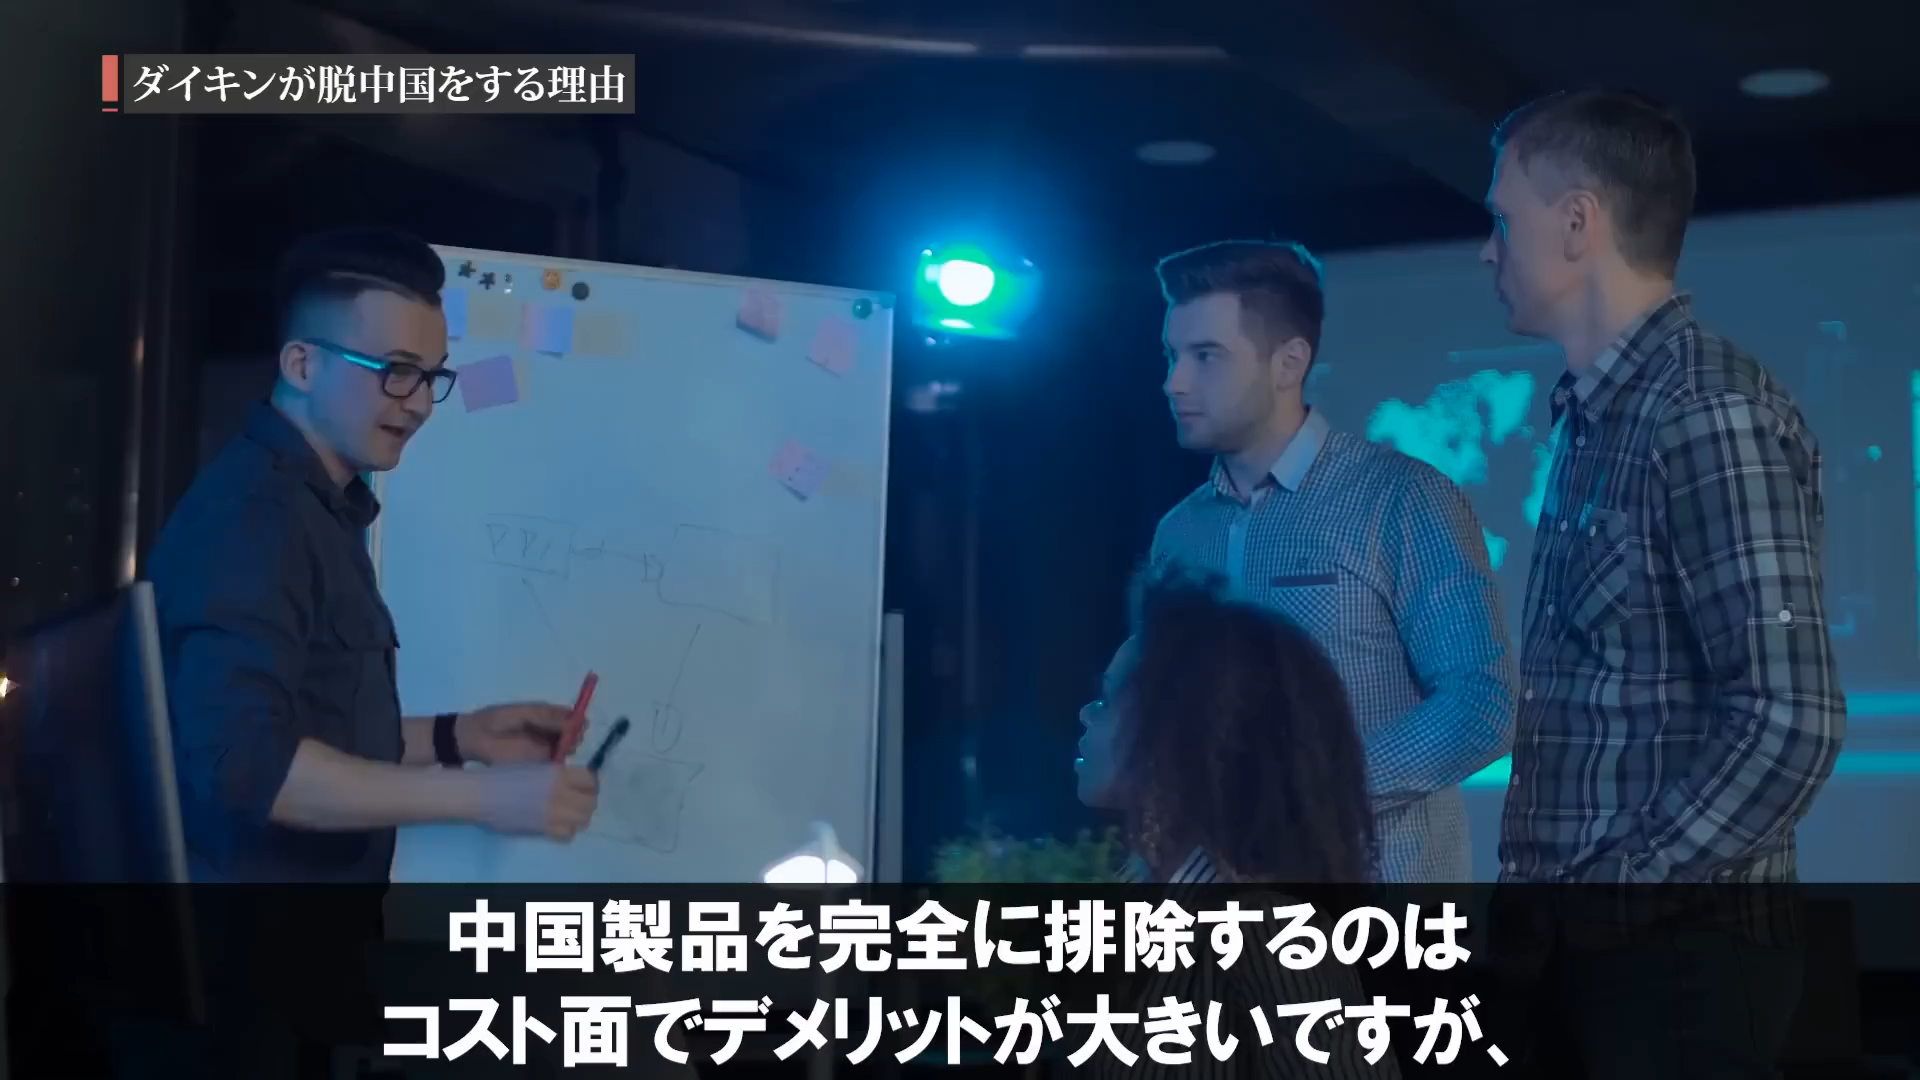 ダイキンが脱中国をする理由
中国製品を完全に排除するのは
コスト面でデメリットが大きいですが、